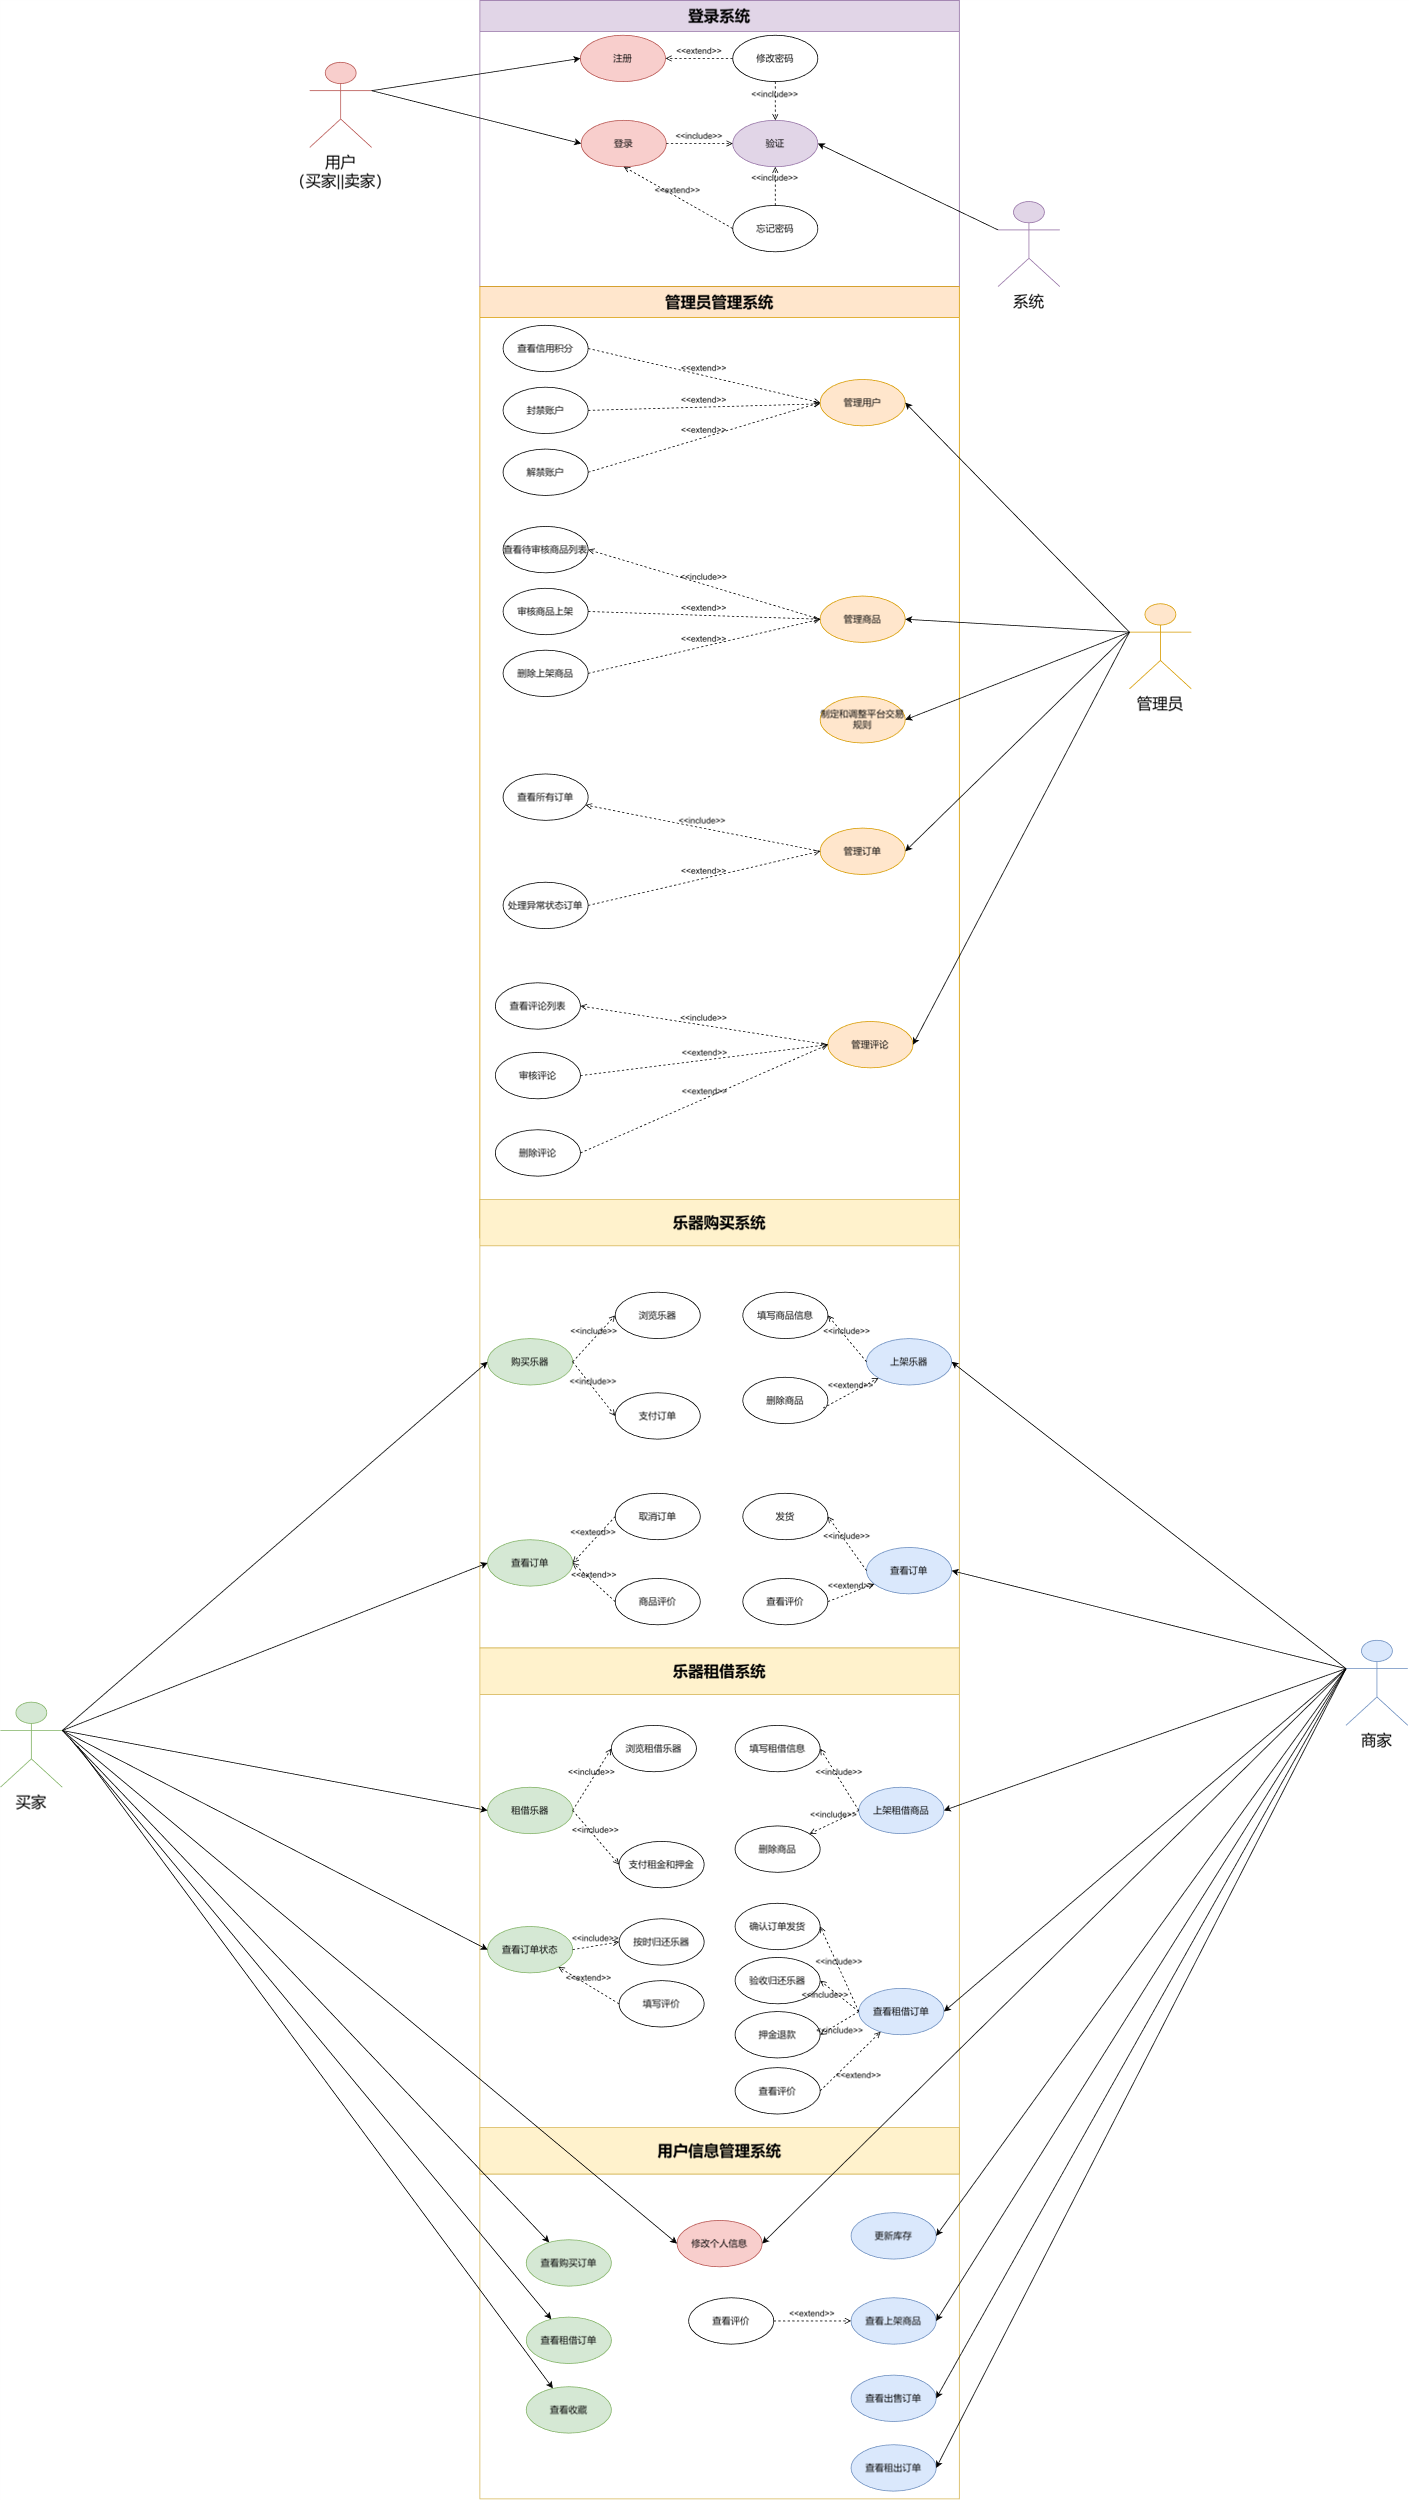 登录系统
注册
<<extend>>
修改密码
<<include>>
登录
<<include>>
验证
<<include>>
<<extend>>
忘记密码
用户
（买家||卖家）
系统
管理员管理系统
查看信用积分
<<extend>>
管理用户
封禁账户
<<extend>>
<<extend>>
解禁账户
查看待审核商品列表
<<include>>
审核商品上架
<<extend>>
管理商品
<<extend>>
删除上架商品
管理员
制定和调整平台交易
规则
查看所有订单
<<include>>
管理订单
<<extend>>
处理异常状态订单
查看评论列表
<<include>>
管理评论
<<extend>>
审核评论
<<extend>>
删除评论
乐器购买系统
浏览乐器
填写商品信息
<<include>>
<<include>>
购买乐器
上架乐器
<<include>>
<<extend>>
删除商品
支付订单
取消订单
发货
<<extend>>
<<include>>
查看订单
查看订单
<<extend>>
<<extend>>
商品评价
查看评价
乐器租借系统
商家
买家
浏览租借乐器
填写租借信息
<<include>>
<<include>>
租借乐器
上架租借商品
<<include>>
<<include>>
删除商品
支付租金和押金
确认订单发货
<<include>>
按时归还乐器
查看订单状态
<<include>>
<<extend>>
验收归还乐器
<<include>>
填写评价
查看租借订单
<<include>>
押金退款
<<extend>>
查看评价
用户信息管理系统
更新库存
修改个人信息
查看购买订单
<<extend>>
查看评价
查看上架商品
查看租借订单
查看出售订单
查看收藏
查看租出订单